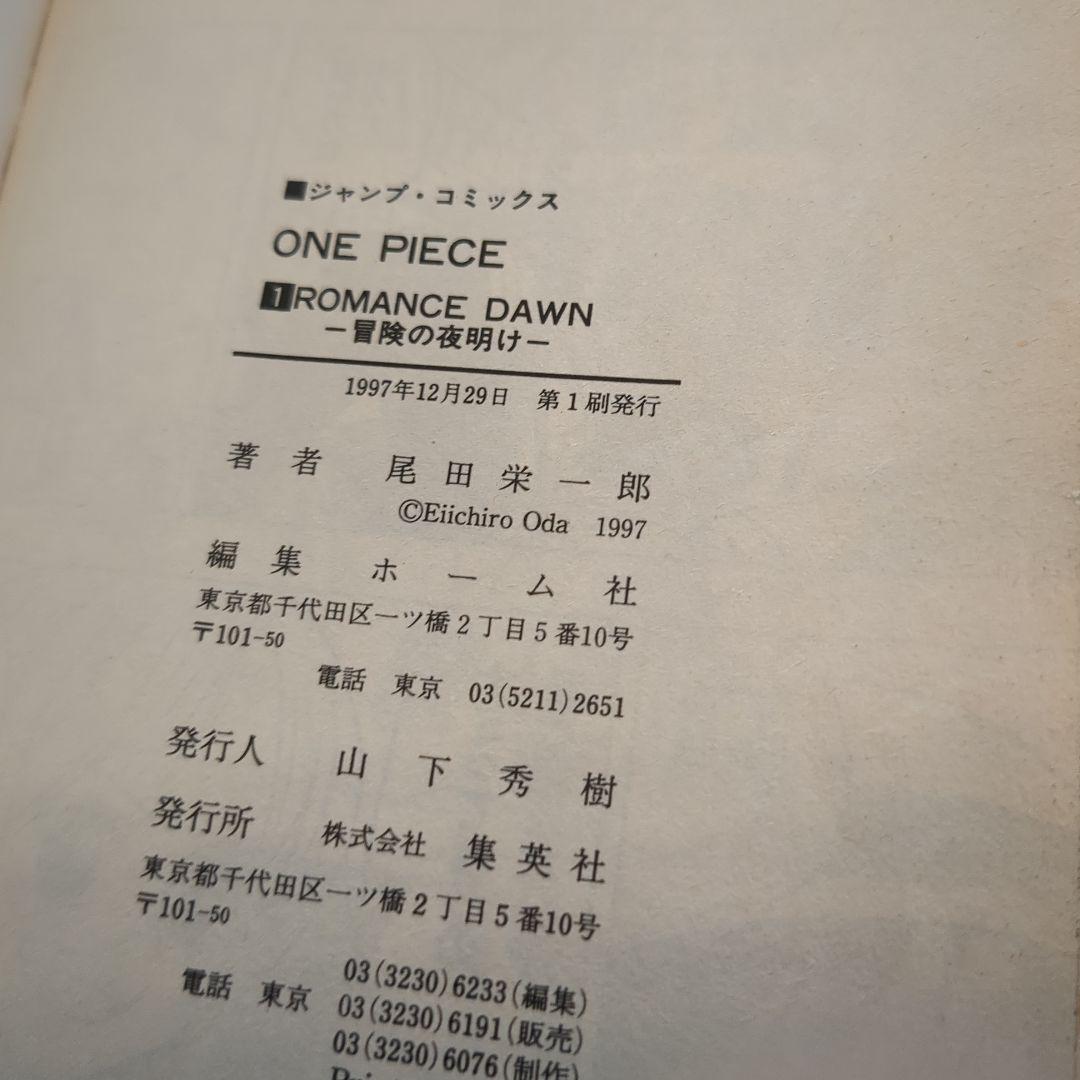 ■ジャンプ・コミックス
ONE PIECE
1 ROMANCE DAWN
―冒険の夜明け―
1997年12月29日 第1刷発行
著者 尾田栄一郎
©Eiichiro Oda 1997
編集 ホーム社
東京都千代田区一ツ橋2丁目5番10号
〒101-50
電話 東京 03(5211)2651
発行人 山下秀樹
発行所 株式会社 集英社
東京都千代田区一ツ橋2丁目5番10号
〒101-50
03(3230)6233(編集)
電話 東京 03(3230)6191(販売)
03(3230)6076(制作)